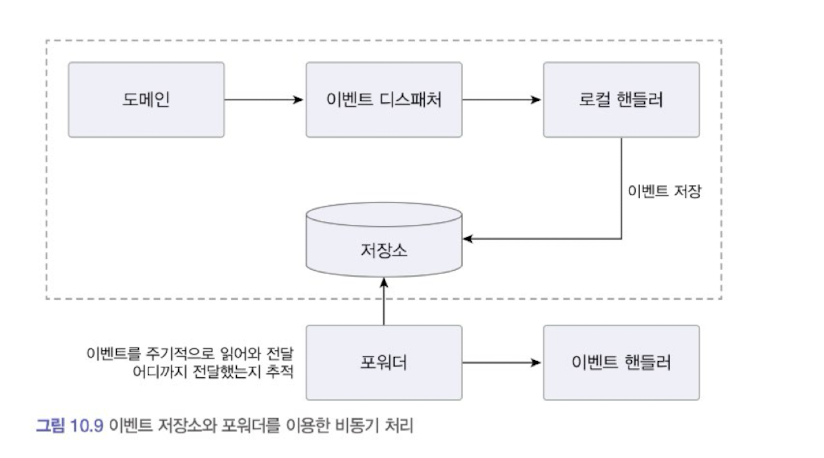 도메인
이벤트 디스패처
로컬 핸들러
이벤트 저장
저장소
이벤트를 주기적으로 읽어와 전달
어디까지 전달했는지 추적
포워더
이벤트 핸들러
그림 10.9 이벤트 저장소와 포워더를 이용한 비동기 처리